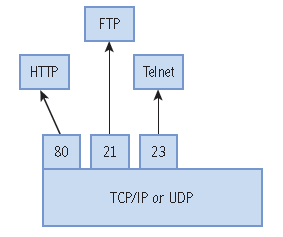 FTP
HTTP
Telnet
80
21
23
TCP/IP or UDP